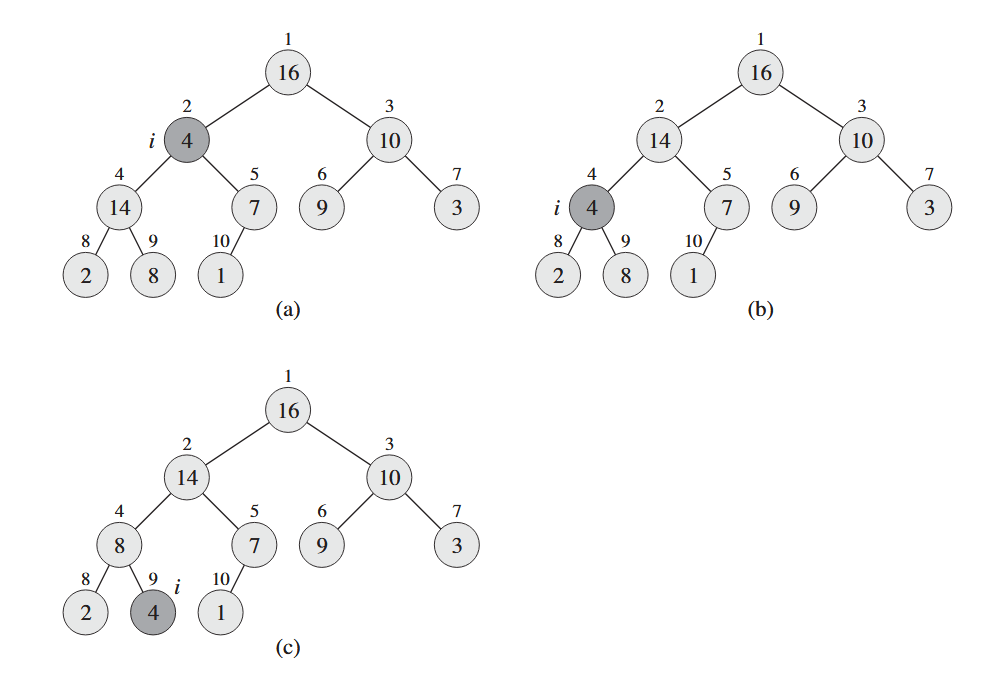 1 1
16 16
2 3 2 3
i 4 10 14 10
4 5 6 7 4 5 6 7
14 7 9 3 i 4 7 9 3
8 9 10 8 9 10
2 8 1 2 8 1
(a) (b)
1
16
2 3
14 10
4 5 6 7
8 7 9 3
8 9 i 10
2 4 1
(c)